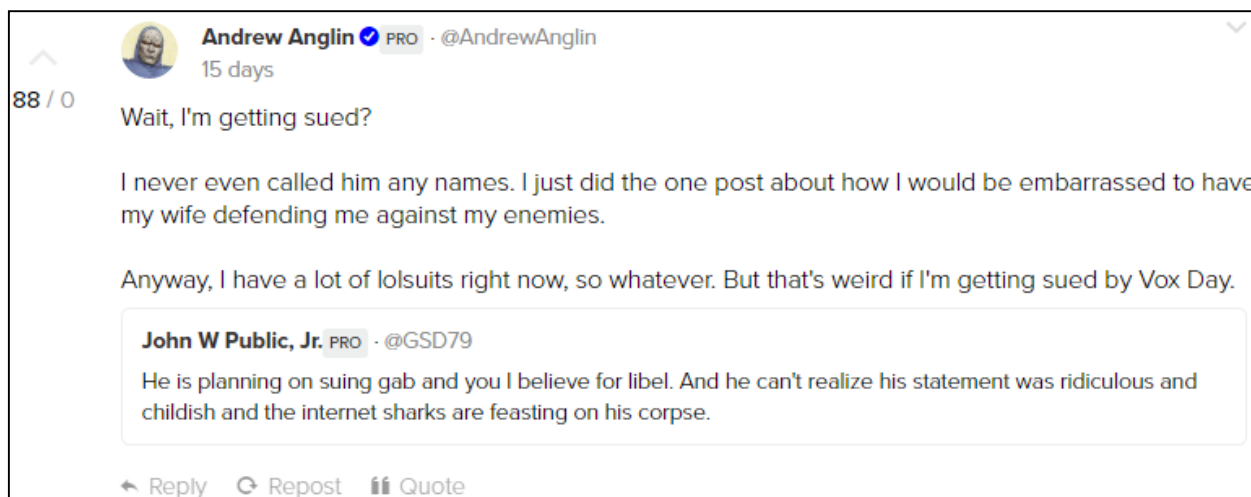 Andrew Anglin PRO · @AndrewAnglin
15 days
88 / 0
Wait, I'm getting sued?
I never even called him any names. I just did the one post about how I would be embarrassed to have
my wife defending me against my enemies.
Anyway, I have a lot of lolsuits right now, so whatever. But that's weird if I'm getting sued by Vox Day.
John W Public, Jr. PRO · @GSD79
He is planning on suing gab and you I believe for libel. And he can't realize his statement was ridiculous and
childish and the internet sharks are feasting on his corpse.
Reply Repost Quote